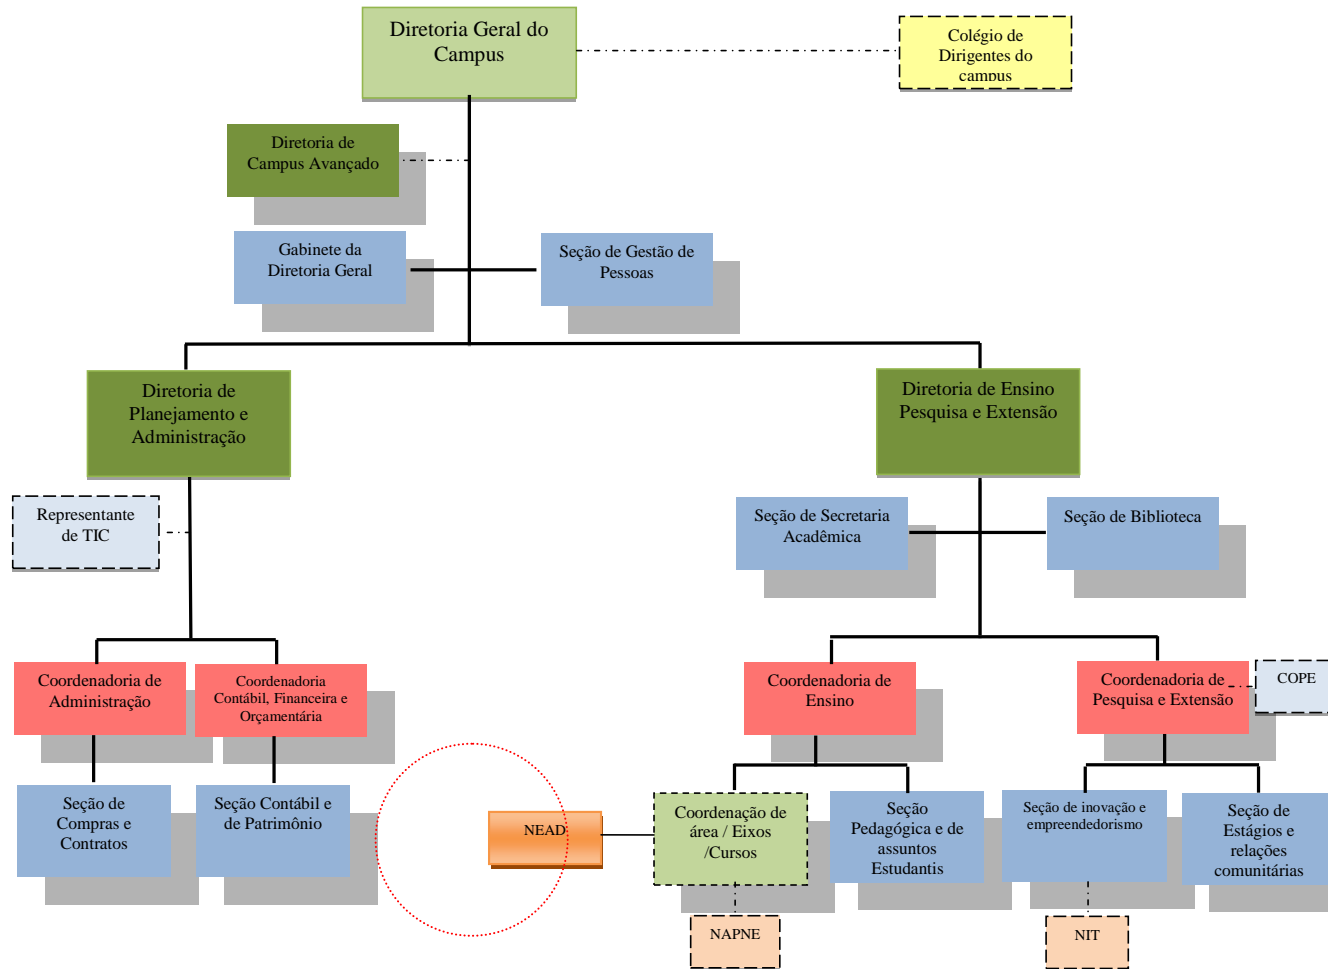 Diretoria Geral do
Campus
Colégio de
Dirigentes do
campus
Diretoria de
Campus Avançado
Gabinete da
Diretoria Geral
Seção de Gestão de
Pessoas
Diretoria de
Planejamento e
Administração
Diretoria de Ensino
Pesquisa e Extensão
Representante
de TIC
Seção de Secretaria
Acadêmica
Seção de Biblioteca
Coordenadoria de
Administração
Coordenadoria
Contábil, Financeira e
Orçamentária
Coordenadoria de
Ensino
Coordenadoria de
Pesquisa e Extensão
COPE
Seção de
Compras e
Contratos
Seção Contábil e
de Patrimônio
NEAD
Coordenação de
área / Eixos
/Cursos
Seção
Pedagógica e de
assuntos
Estudantis
Seção de inovação e
empreendedorismo
Seção de
Estágios e
relações
comunitárias
NAPNE
NIT